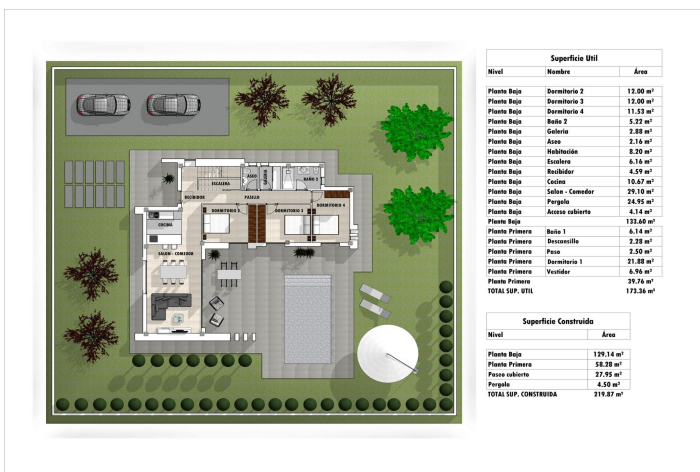 ASEO
GALERIA
BAÑO 2
ESCALERA
RECIBIDOR
PASILLO
DORMITORIO 2
DORMITORIO 3
DORMITORIO 4
COCINA
SALON - COMEDOR
Superficie Util
Nivel Nombre Área
Planta Baja Dormitorio 2 12.00 m²
Planta Baja Dormitorio 3 12.00 m²
Planta Baja Dormitorio 4 11.53 m²
Planta Baja Baño 2 5.22 m²
Planta Baja Galeria 2.88 m²
Planta Baja Aseo 2.16 m²
Planta Baja Habitación 8.20 m²
Planta Baja Escalera 6.16 m²
Planta Baja Recibidor 4.59 m²
Planta Baja Cocina 10.67 m²
Planta Baja Salon - Comedor 29.10 m²
Planta Baja Pergola 24.95 m²
Planta Baja Acceso cubierto 4.14 m²
Planta Baja 133.60 m²
Planta Primera Baño 1 6.14 m²
Planta Primera Descansillo 2.28 m²
Planta Primera Paso 2.50 m²
Planta Primera Dormitorio 1 21.88 m²
Planta Primera Vestidor 6.96 m²
Planta Primera 39.76 m²
TOTAL SUP. UTIL 173.36 m²
Superficie Construida
Nivel Área
Planta Baja 129.14 m²
Planta Primera 58.28 m²
Paseo cubierto 27.95 m²
Pergola 4.50 m²
TOTAL SUP. CONSTRUIDA 219.87 m²